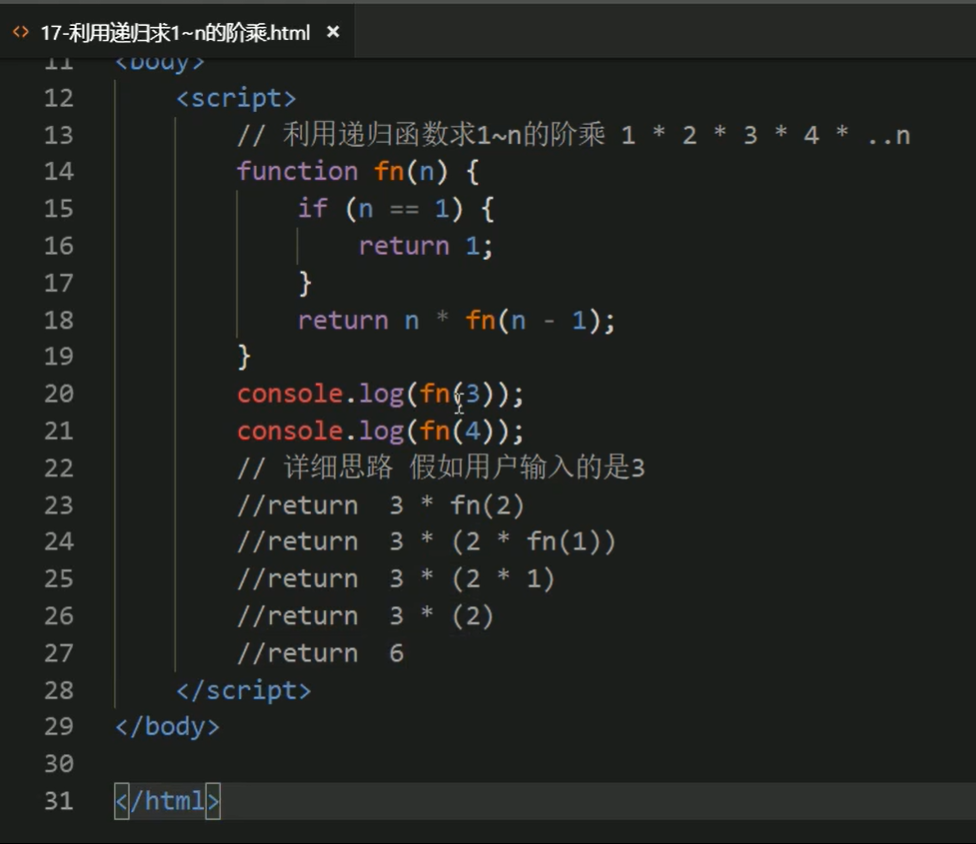 17-利用递归求1~n的阶乘.html ×
11 <body>
12 <script>
13 // 利用递归函数求1~n的阶乘 1 * 2 * 3 * 4 * ..n
14 function fn(n) {
15 if (n == 1) {
16 return 1;
17 }
18 return n * fn(n - 1);
19 }
20 console.log(fn(3));
21 console.log(fn(4));
22 // 详细思路 假如用户输入的是3
23 //return 3 * fn(2)
24 //return 3 * (2 * fn(1))
25 //return 3 * (2 * 1)
26 //return 3 * (2)
27 //return 6
28 </script>
29 </body>
30
31 </html>